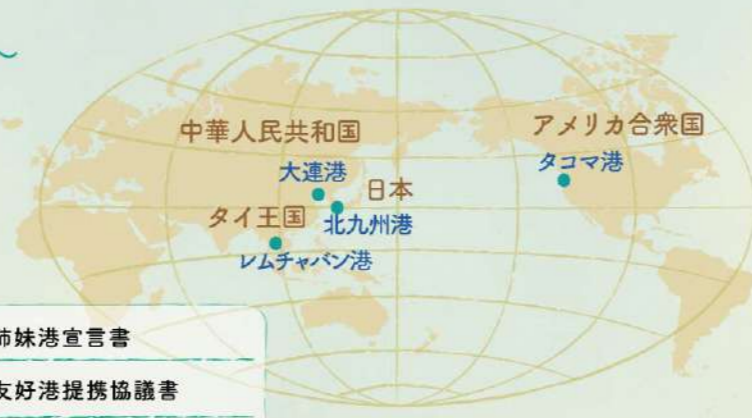 中華人民共和国
アメリカ合衆国
大連港
タコマ港
日本
タイ王国
北九州港
レムチャバン港
姉妹港宣言書
友好港提携協議書